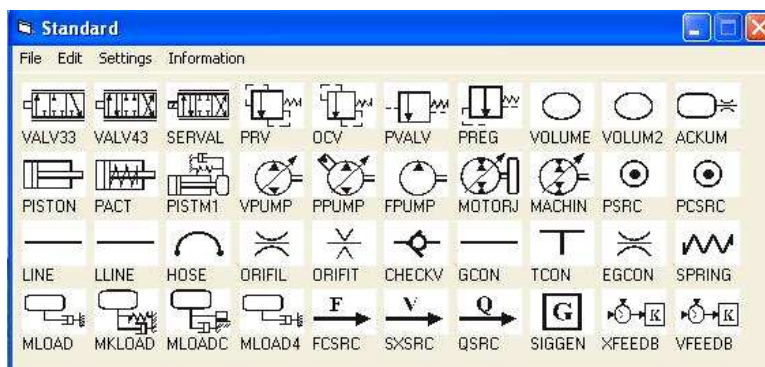 Standard
File Edit Settings Information
VALV33 VALV43 SERVAL PRV OCV PVALV PREG VOLUME VOLUM2 ACKUM
PISTON PACT PISTM1 VPUMP PPUMP FPUMP MOTORJ MACHIN PSRC PCSRC
LINE LLINE HOSE ORIFIL ORIFIT CHECKV GCON TCON EGCON SPRING
F V Q G K K
MLOAD MKLOAD MLOADC MLOAD4 FCSRC SXSRC QSRC SIGGEN XFEEDB VFEEDB